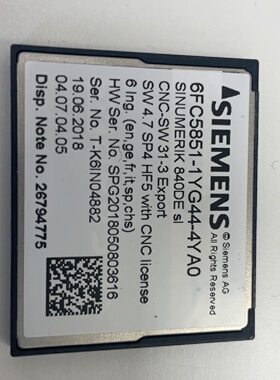 SIEMENS
© Siemens AG
All Rights Reserved
6FC5851-1YG44-4YA0
SINUMERIK 840DE sl
CNC-SW 31-3 Export
SW 4.7 SP4 HF5 with CNC license
6 lng. (en,ge,fr,it,sp,chs)
HW Ser. No. SPG2018050803616
Ser. No. T-K6IN04882
19.06.2018
04.07.04.05
Disp. Note No. 26794775